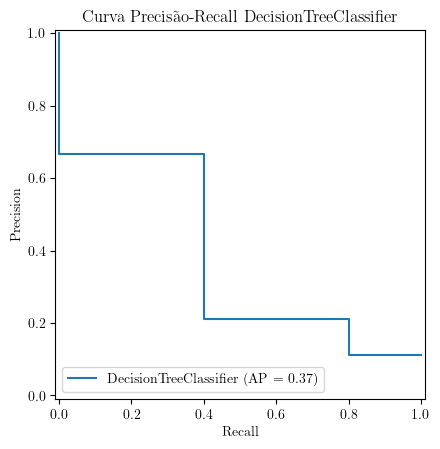 Curva Precisão-Recall DecisionTreeClassifier
1.0
0.8
0.6
0.4
0.2
0.0
Precision
DecisionTreeClassifier (AP = 0.37)
0.0 0.2 0.4 0.6 0.8 1.0
Recall